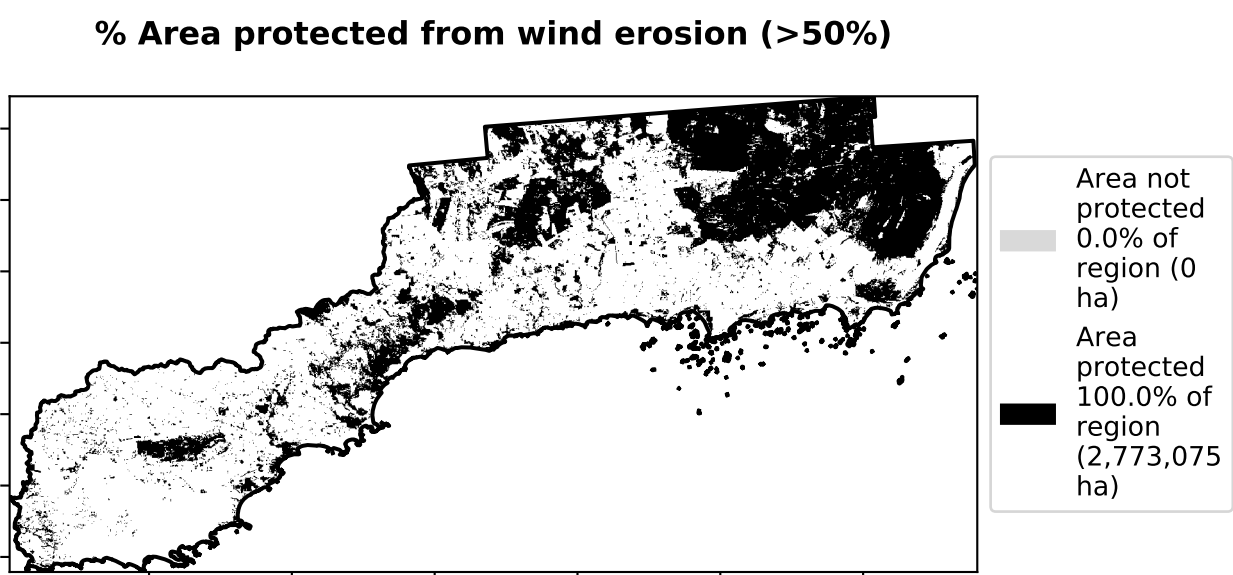 % Area protected from wind erosion (>50%)
Area not
protected
0.0% of
region (0
ha)
Area
protected
100.0% of
region
(2,773,075
ha)